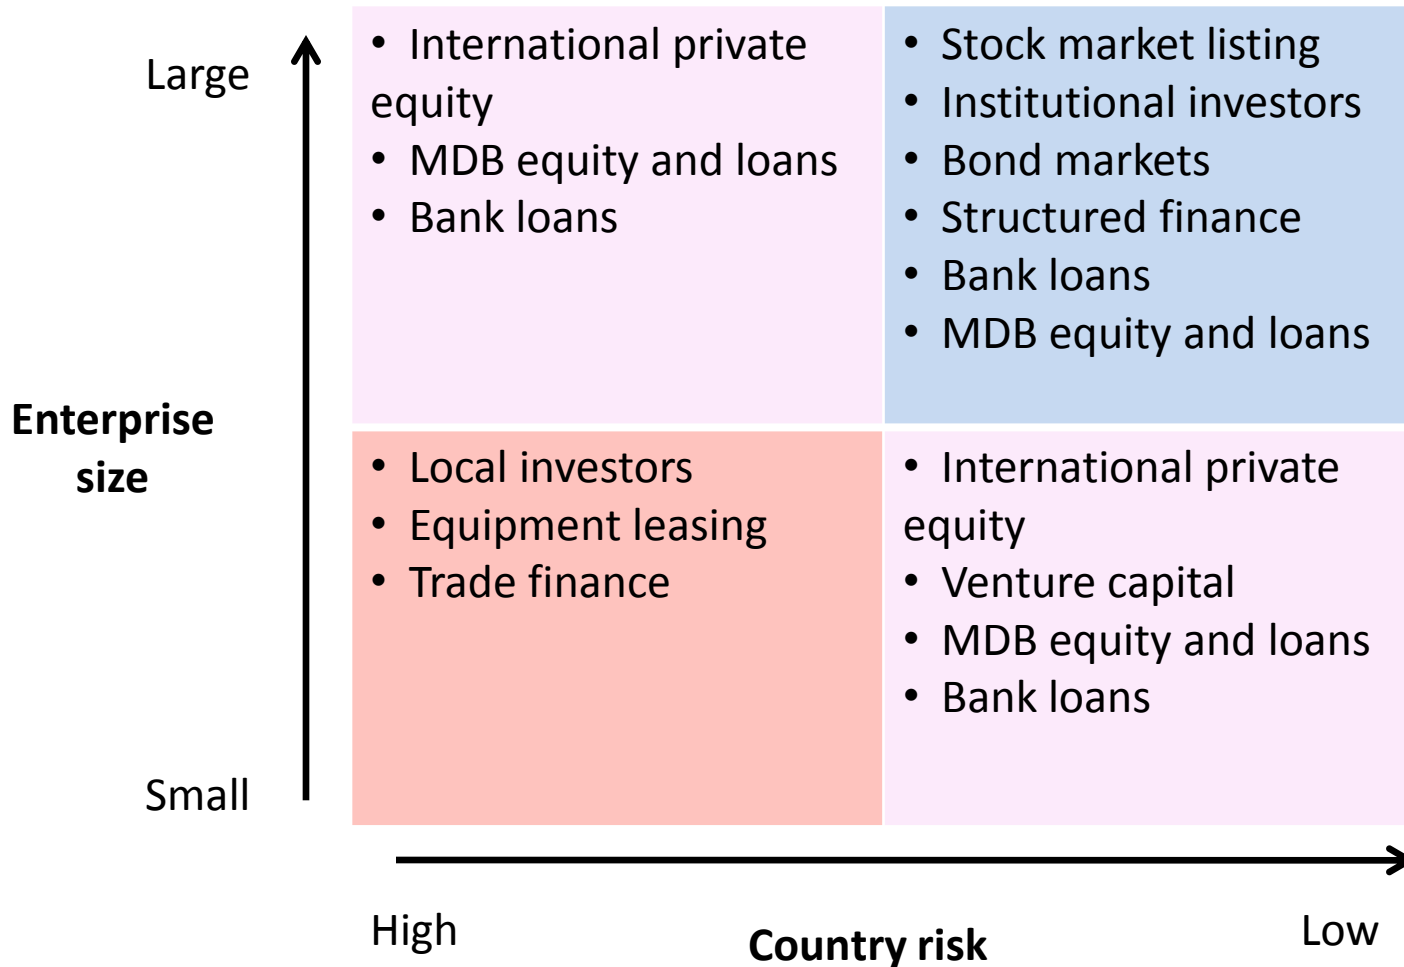 Large
• International private
equity
• MDB equity and loans
• Bank loans
• Stock market listing
• Institutional investors
• Bond markets
• Structured finance
• Bank loans
• MDB equity and loans
Enterprise
size
• Local investors
• Equipment leasing
• Trade finance
• International private
equity
• Venture capital
• MDB equity and loans
• Bank loans
Small
High
Country risk
Low